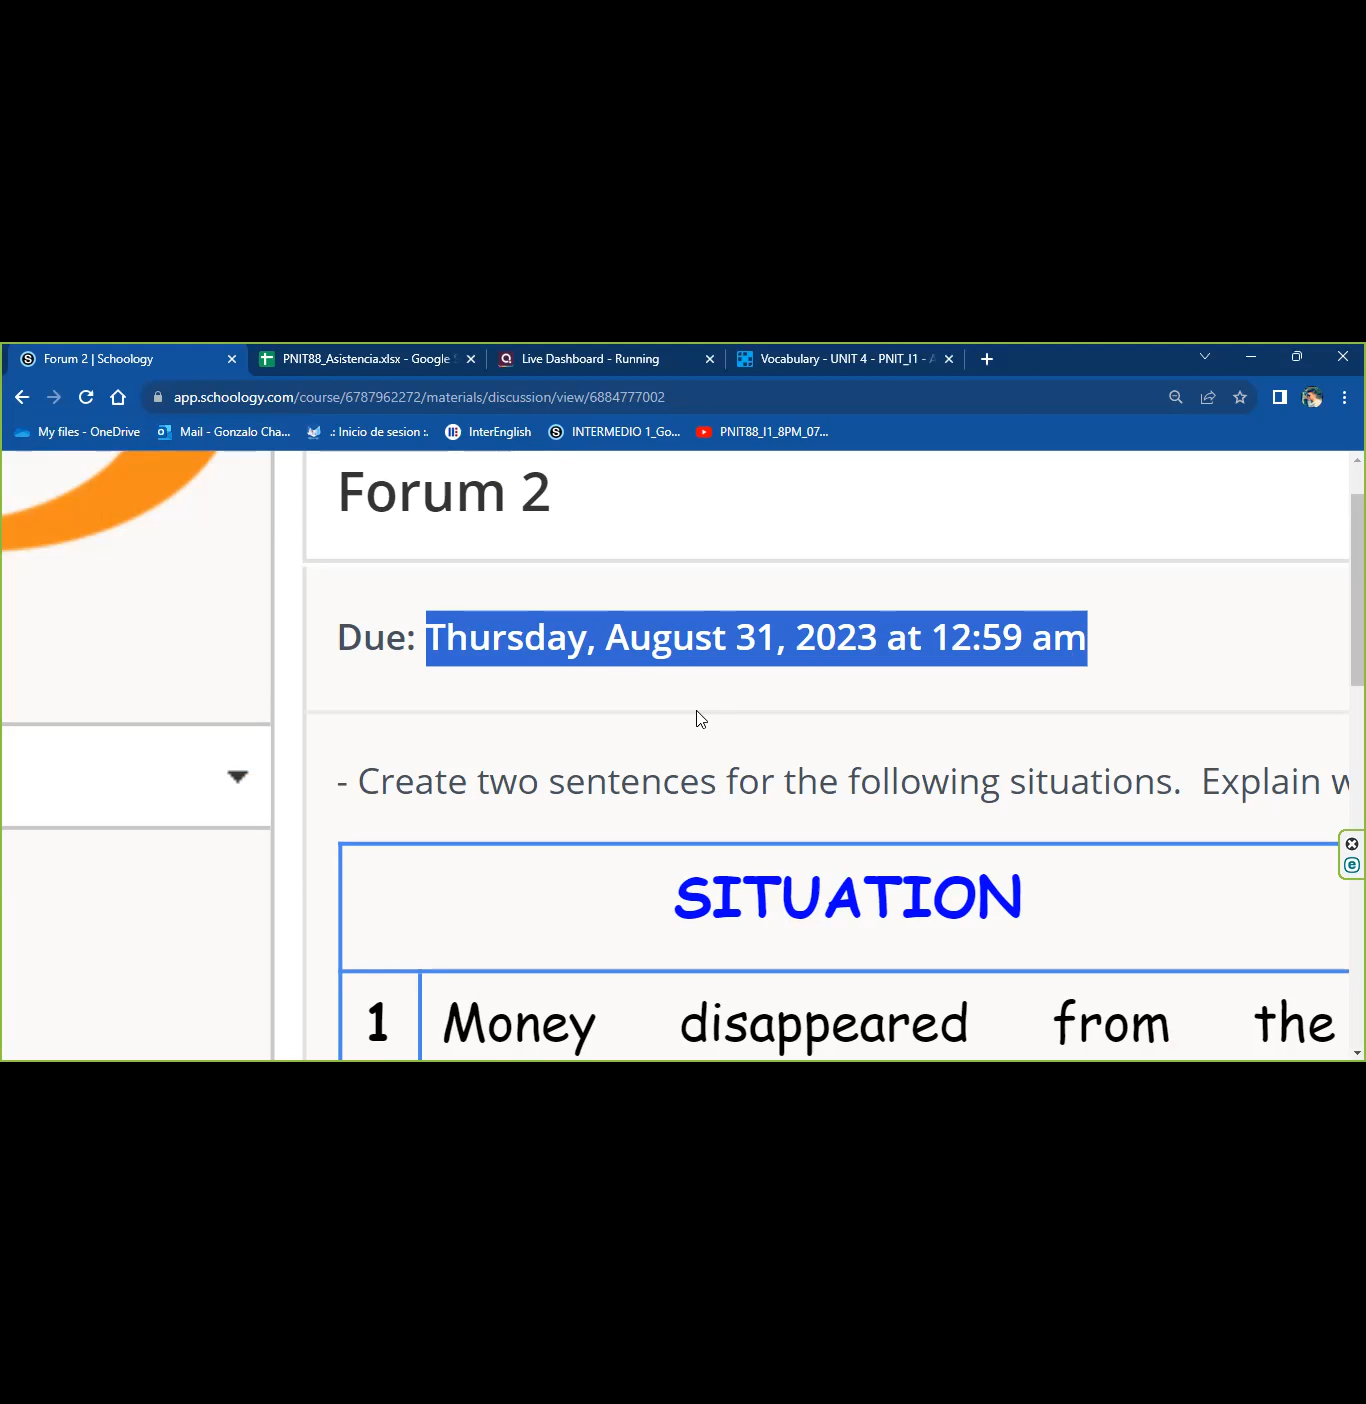 Forum 2 | Schoology
PNIT88_Asistencia.xlsx - Google
Live Dashboard - Running
Vocabulary - UNIT 4 - PNIT_I1 -
app.schoology.com/course/6787962272/materials/discussion/view/6884777002
My files - OneDrive
Mail - Gonzalo Cha...
.: Inicio de sesion :.
InterEnglish
INTERMEDIO 1_Go...
PNIT88_I1_8PM_07...
Forum 2
Due: Thursday, August 31, 2023 at 12:59 am
- Create two sentences for the following situations. Explain
SITUATION
1 Money disappeared from the